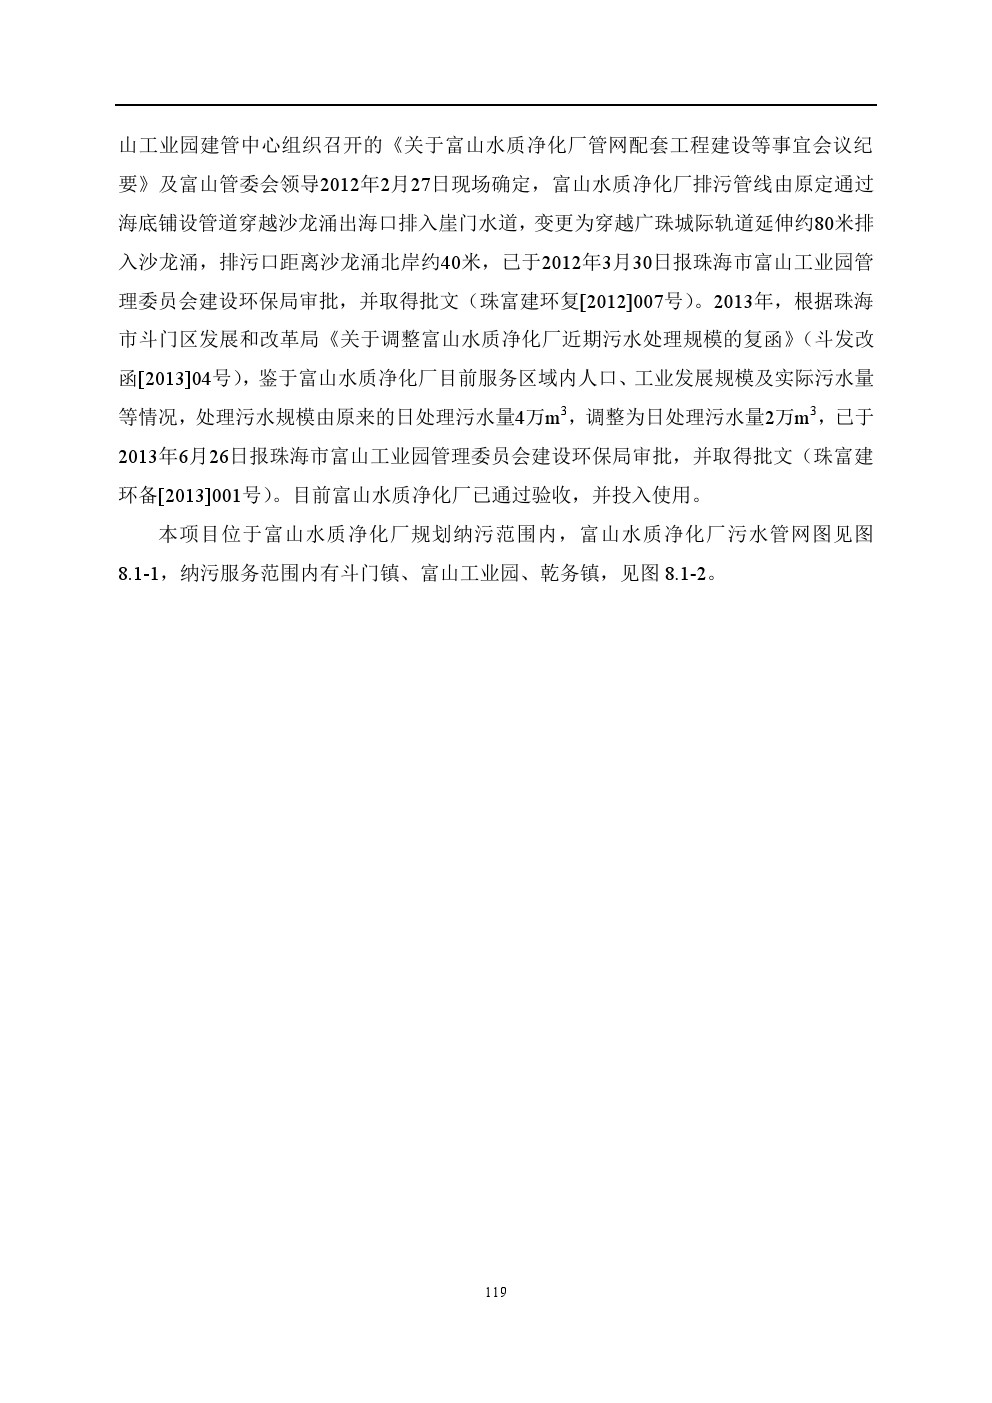 山工业园建管中心组织召开的《关于富山水质净化厂管网配套工程建设等事宜会议纪
要》及富山管委会领导2012年2月27日现场确定，富山水质净化厂排污管线由原定通过
海底铺设管道穿越沙龙涌出海口排入崖门水道，变更为穿越广珠城际轨道延伸约80米排
入沙龙涌，排污口距离沙龙涌北岸约40米，已于2012年3月30日报珠海市富山工业园管
理委员会建设环保局审批，并取得批文（珠富建环复[2012]007号）。2013年，根据珠海
市斗门区发展和改革局《关于调整富山水质净化厂近期污水处理规模的复函》（斗发改
函[2013]04号），鉴于富山水质净化厂目前服务区域内人口、工业发展规模及实际污水量
等情况，处理污水规模由原来的日处理污水量4万m³，调整为日处理污水量2万m³，已于
2013年6月26日报珠海市富山工业园管理委员会建设环保局审批，并取得批文（珠富建
环备[2013]001号）。目前富山水质净化厂已通过验收，并投入使用。
本项目位于富山水质净化厂规划纳污范围内，富山水质净化厂污水管网图见图
8.1-1，纳污服务范围内有斗门镇、富山工业园、乾务镇，见图 8.1-2。
119